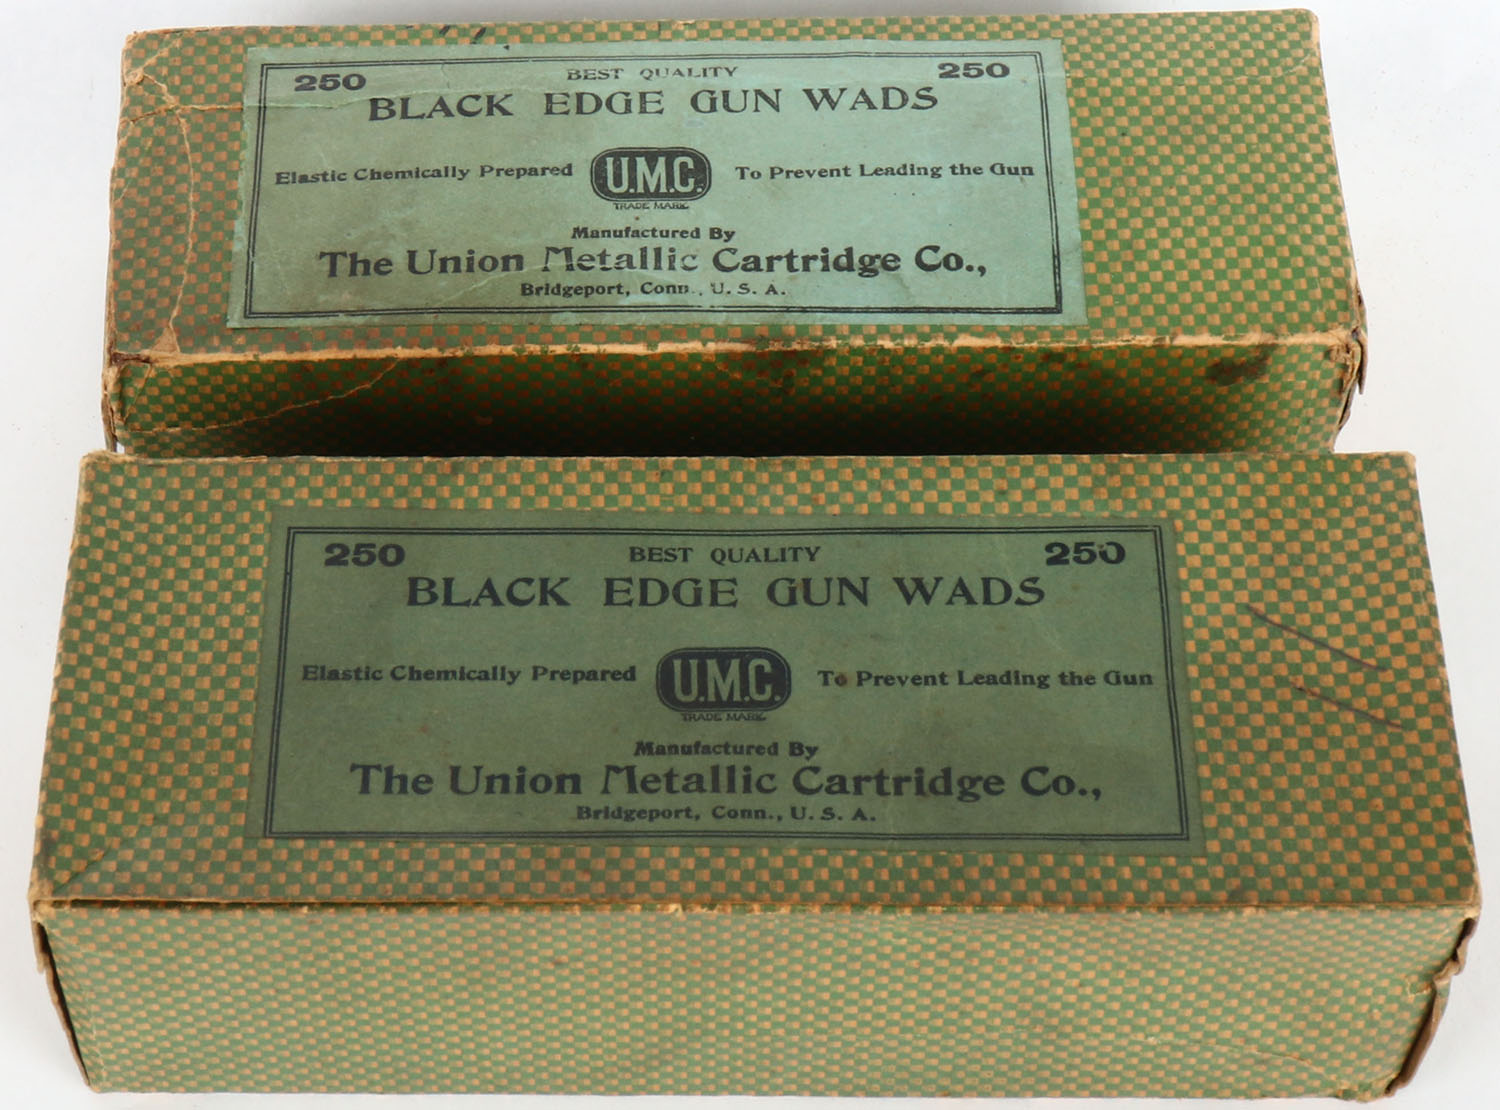 250 BEST QUALITY 250
BLACK EDGE GUN WADS
Elastic Chemically Prepared U.M.C. To Prevent Leading the Gun
TRADE MARK.
Manufactured By
The Union Metallic Cartridge Co.,
Bridgeport, Conn., U. S. A.
250 BEST QUALITY 250
BLACK EDGE GUN WADS
Elastic Chemically Prepared U.M.C. To Prevent Leading the Gun
TRADE MARK.
Manufactured By
The Union Metallic Cartridge Co.,
Bridgeport, Conn., U. S. A.